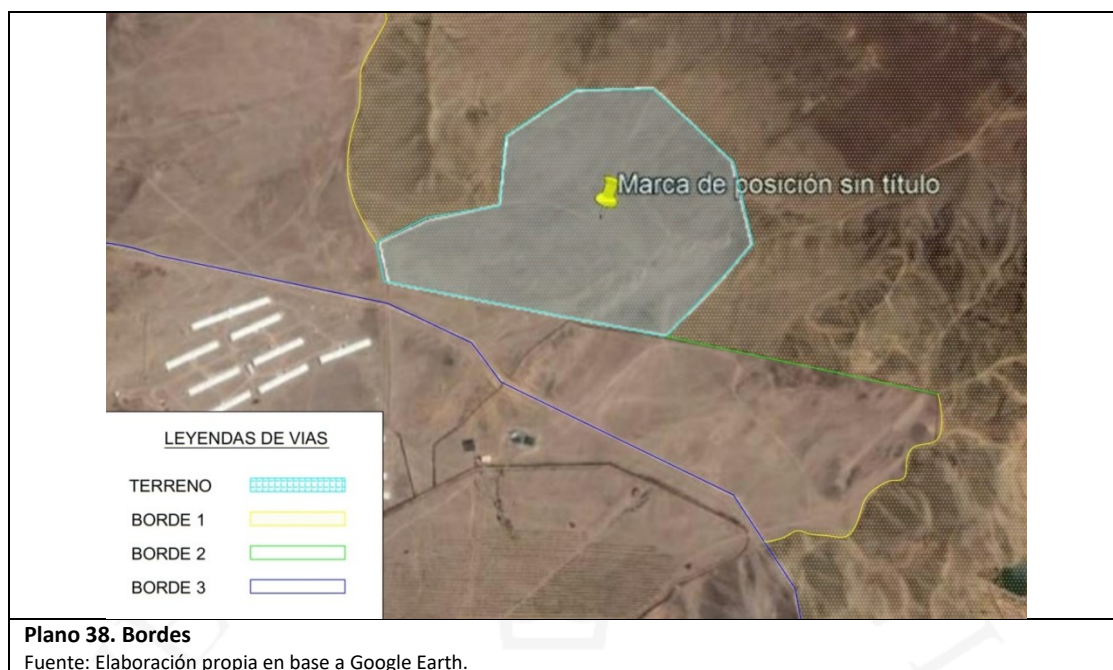 Marca de posición sin título
LEYENDAS DE VIAS
TERRENO
BORDE 1
BORDE 2
BORDE 3
Plano 38. Bordes
Fuente: Elaboración propia en base a Google Earth.